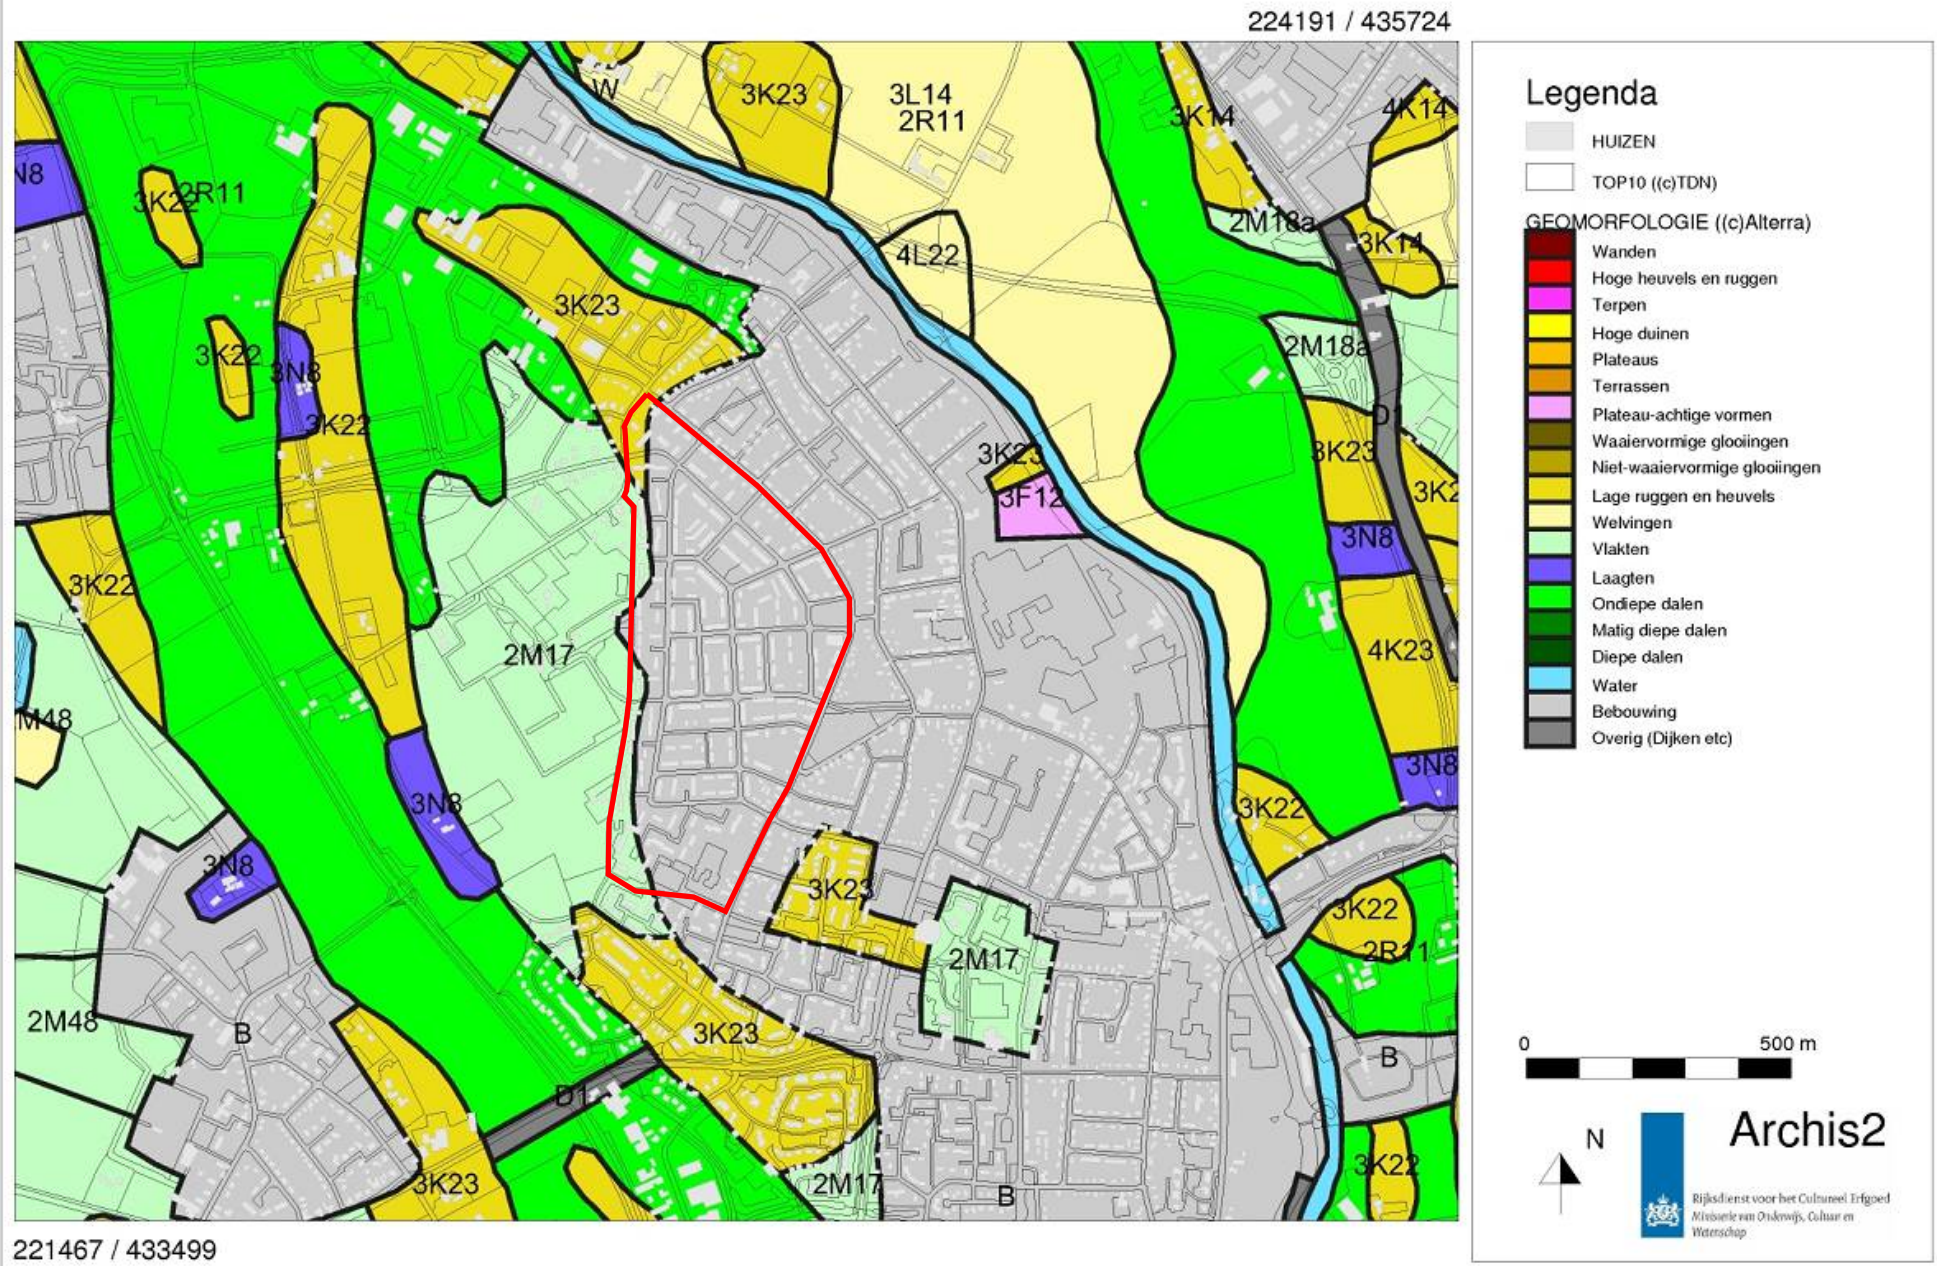 224191 / 435724
W
3K23
3L14
2R11
3K14
4K14
N8
3K22
2R11
2M18a
3K14
4L22
3K23
3K22
3N8
2M18a
3K22
D1
3K23
3K23
3K2
3F12
3N8
3K22
2M17
4K23
M48
3N8
3N8
3K22
3N8
3K23
3K22
2R11
2M17
2M48
B
3K23
B
D1
3K22
3K23
2M17
B
221467 / 433499
Legenda
HUIZEN
TOP10 ((c)TDN)
GEOMORFOLOGIE ((c)Alterra)
Wanden
Hoge heuvels en ruggen
Terpen
Hoge duinen
Plateaus
Terrassen
Plateau-achtige vormen
Waaiervormige glooiingen
Niet-waaiervormige glooiingen
Lage ruggen en heuvels
Welvingen
Vlakten
Laagten
Ondiepe dalen
Matig diepe dalen
Diepe dalen
Water
Bebouwing
Overig (Dijken etc)
0 500 m
N
Archis2
Rijksdienst voor het Cultureel Erfgoed
Ministerie van Onderwijs, Cultuur en
Wetenschap